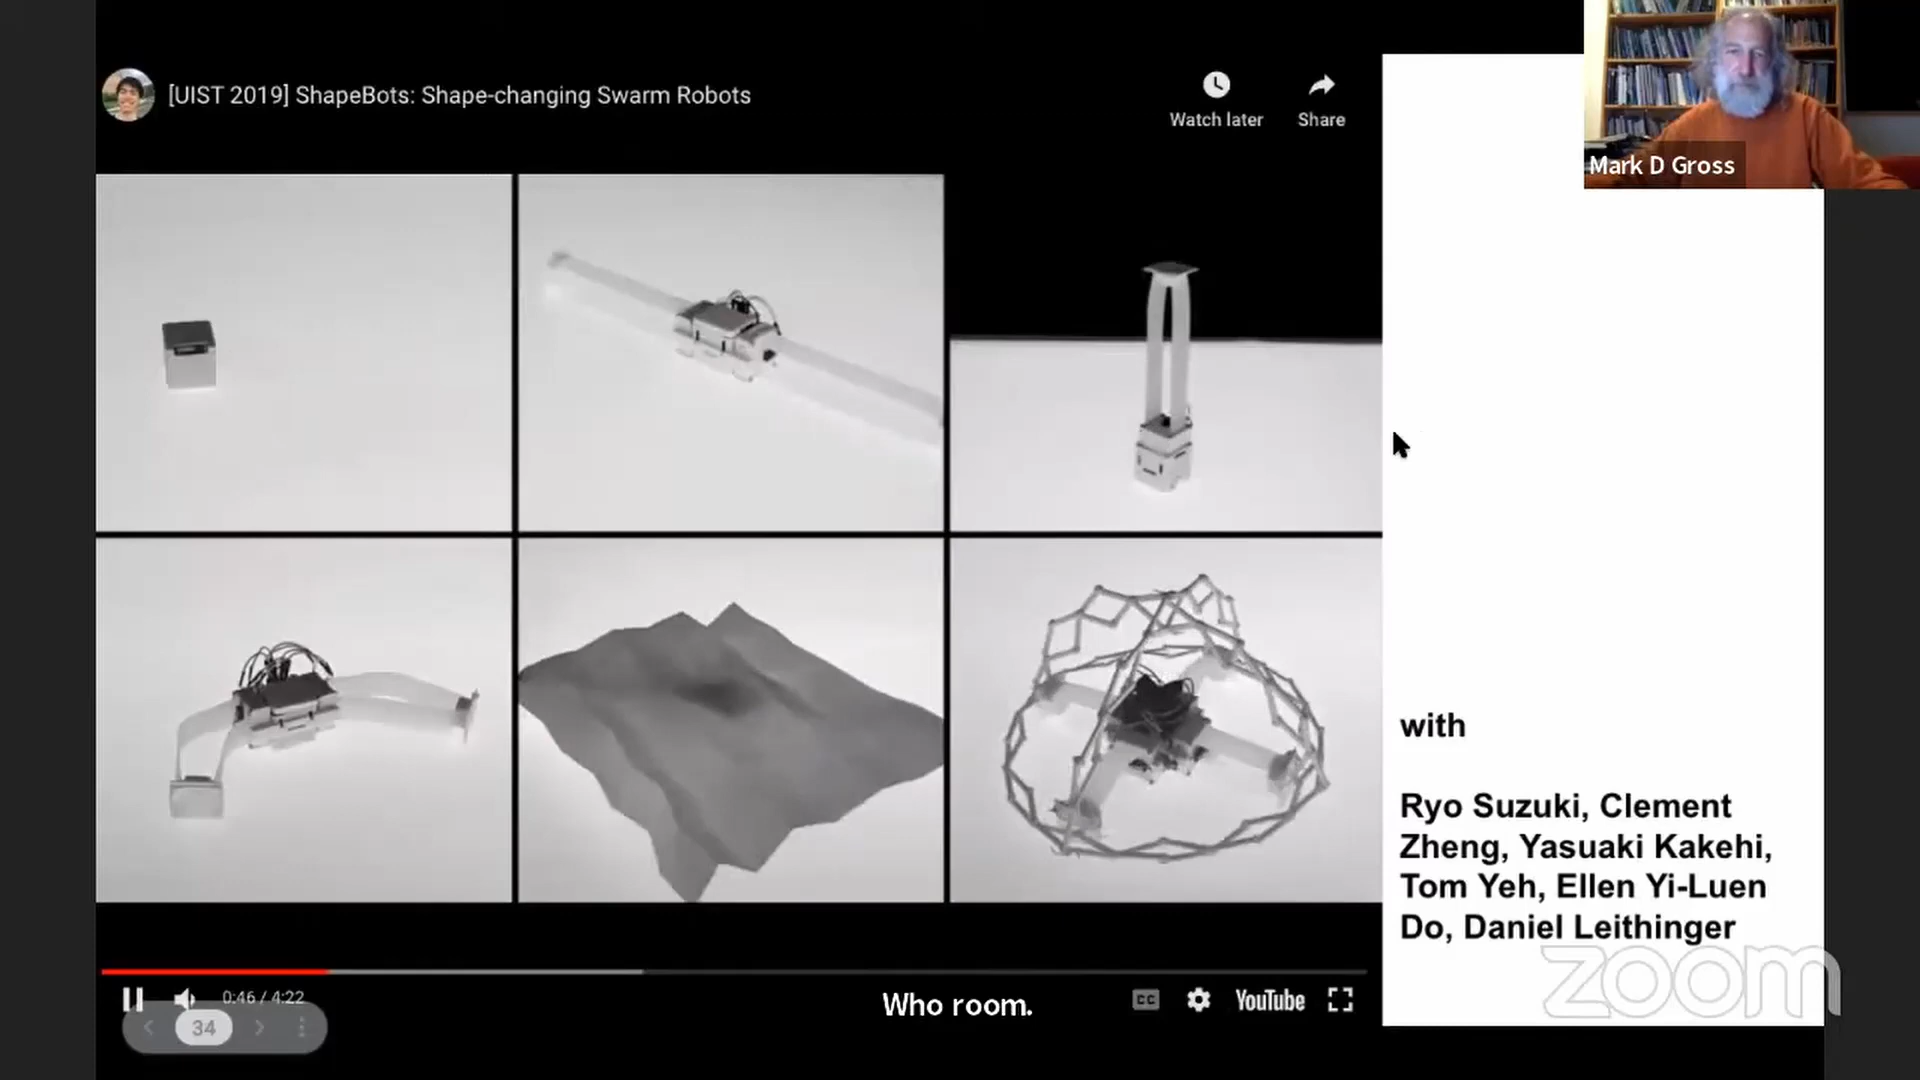 [UIST 2019] ShapeBots: Shape-changing Swarm Robots
Watch later
Share
Mark D Gross
with
Ryo Suzuki, Clement
Zheng, Yasuaki Kakehi,
Tom Yeh, Ellen Yi-Luen
Do, Daniel Leithinger
zoom
0:46 / 4:22
Who room.
CC
YouTube
34